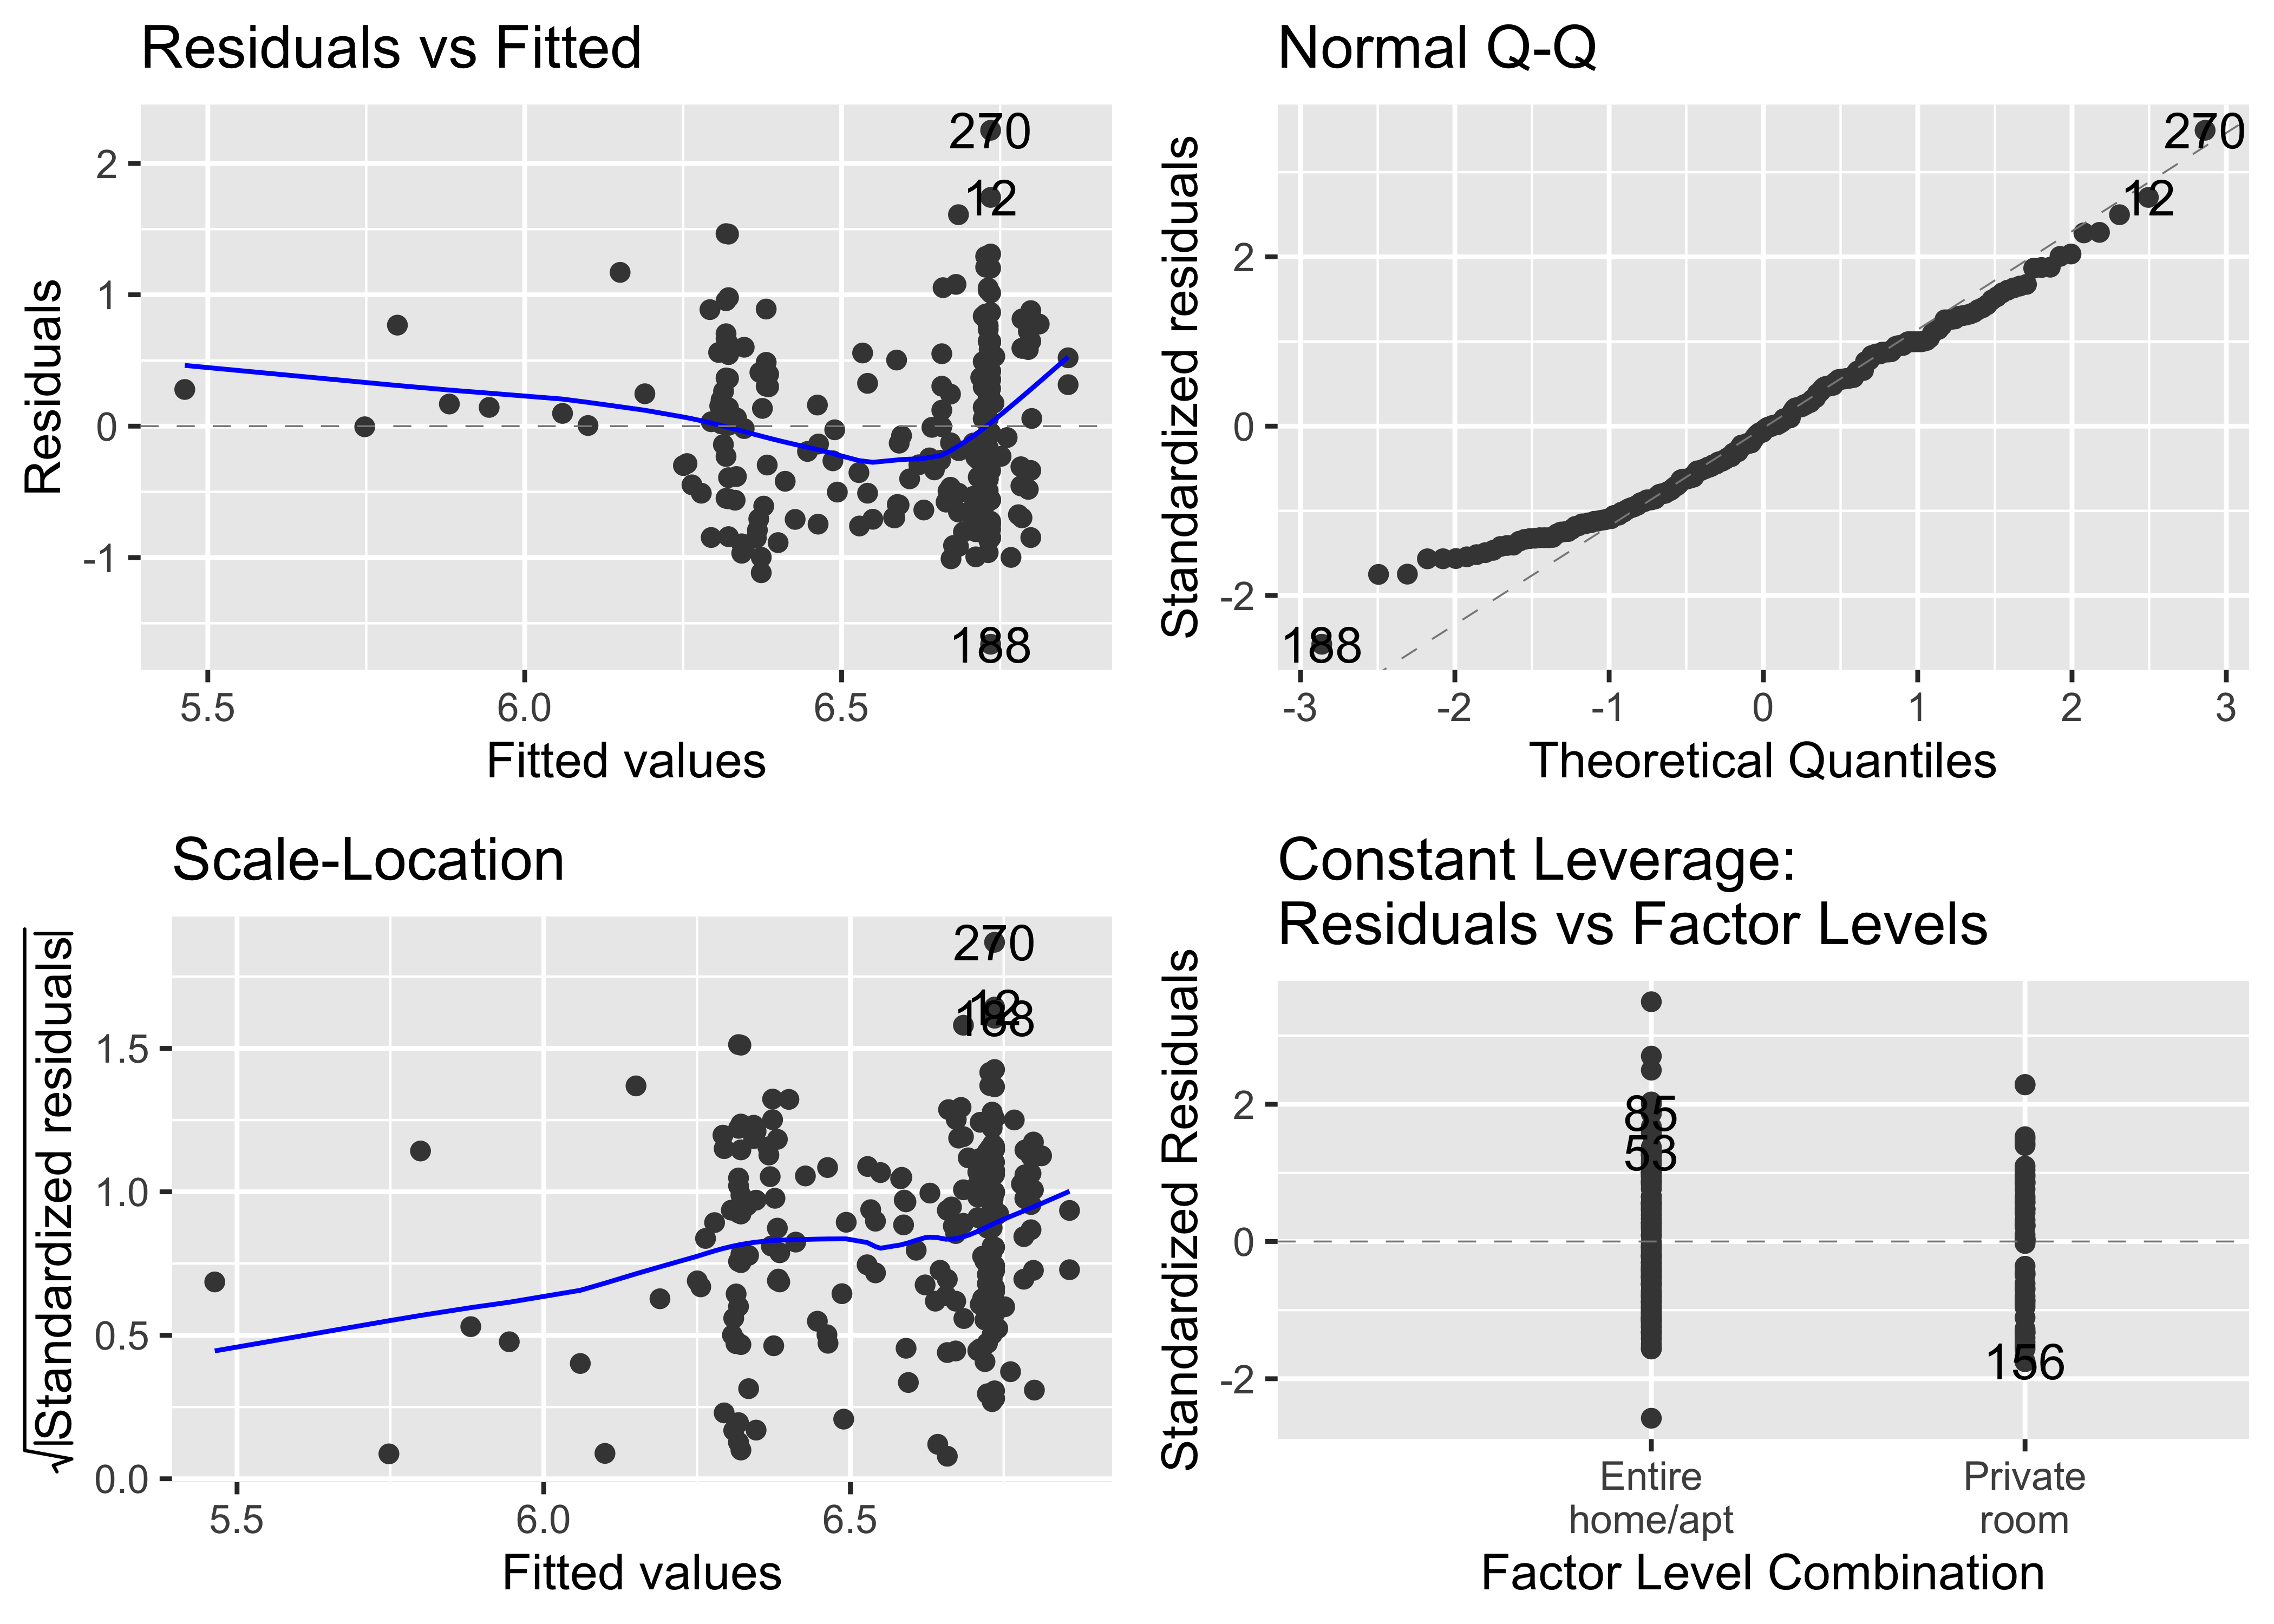 Residuals vs Fitted
270
12
188
2
1
0
-1
5.5
6.0
6.5
Residuals
Fitted values
Normal Q-Q
270
12
188
2
0
-2
-3
-2
-1
0
1
2
3
Standardized residuals
Theoretical Quantiles
Scale-Location
270
12
188
1.5
1.0
0.5
0.0
5.5
6.0
6.5
√|Standardized residuals|
Fitted values
Constant Leverage:
Residuals vs Factor Levels
85
53
156
2
0
-2
Entire
home/apt
Private
room
Standardized Residuals
Factor Level Combination